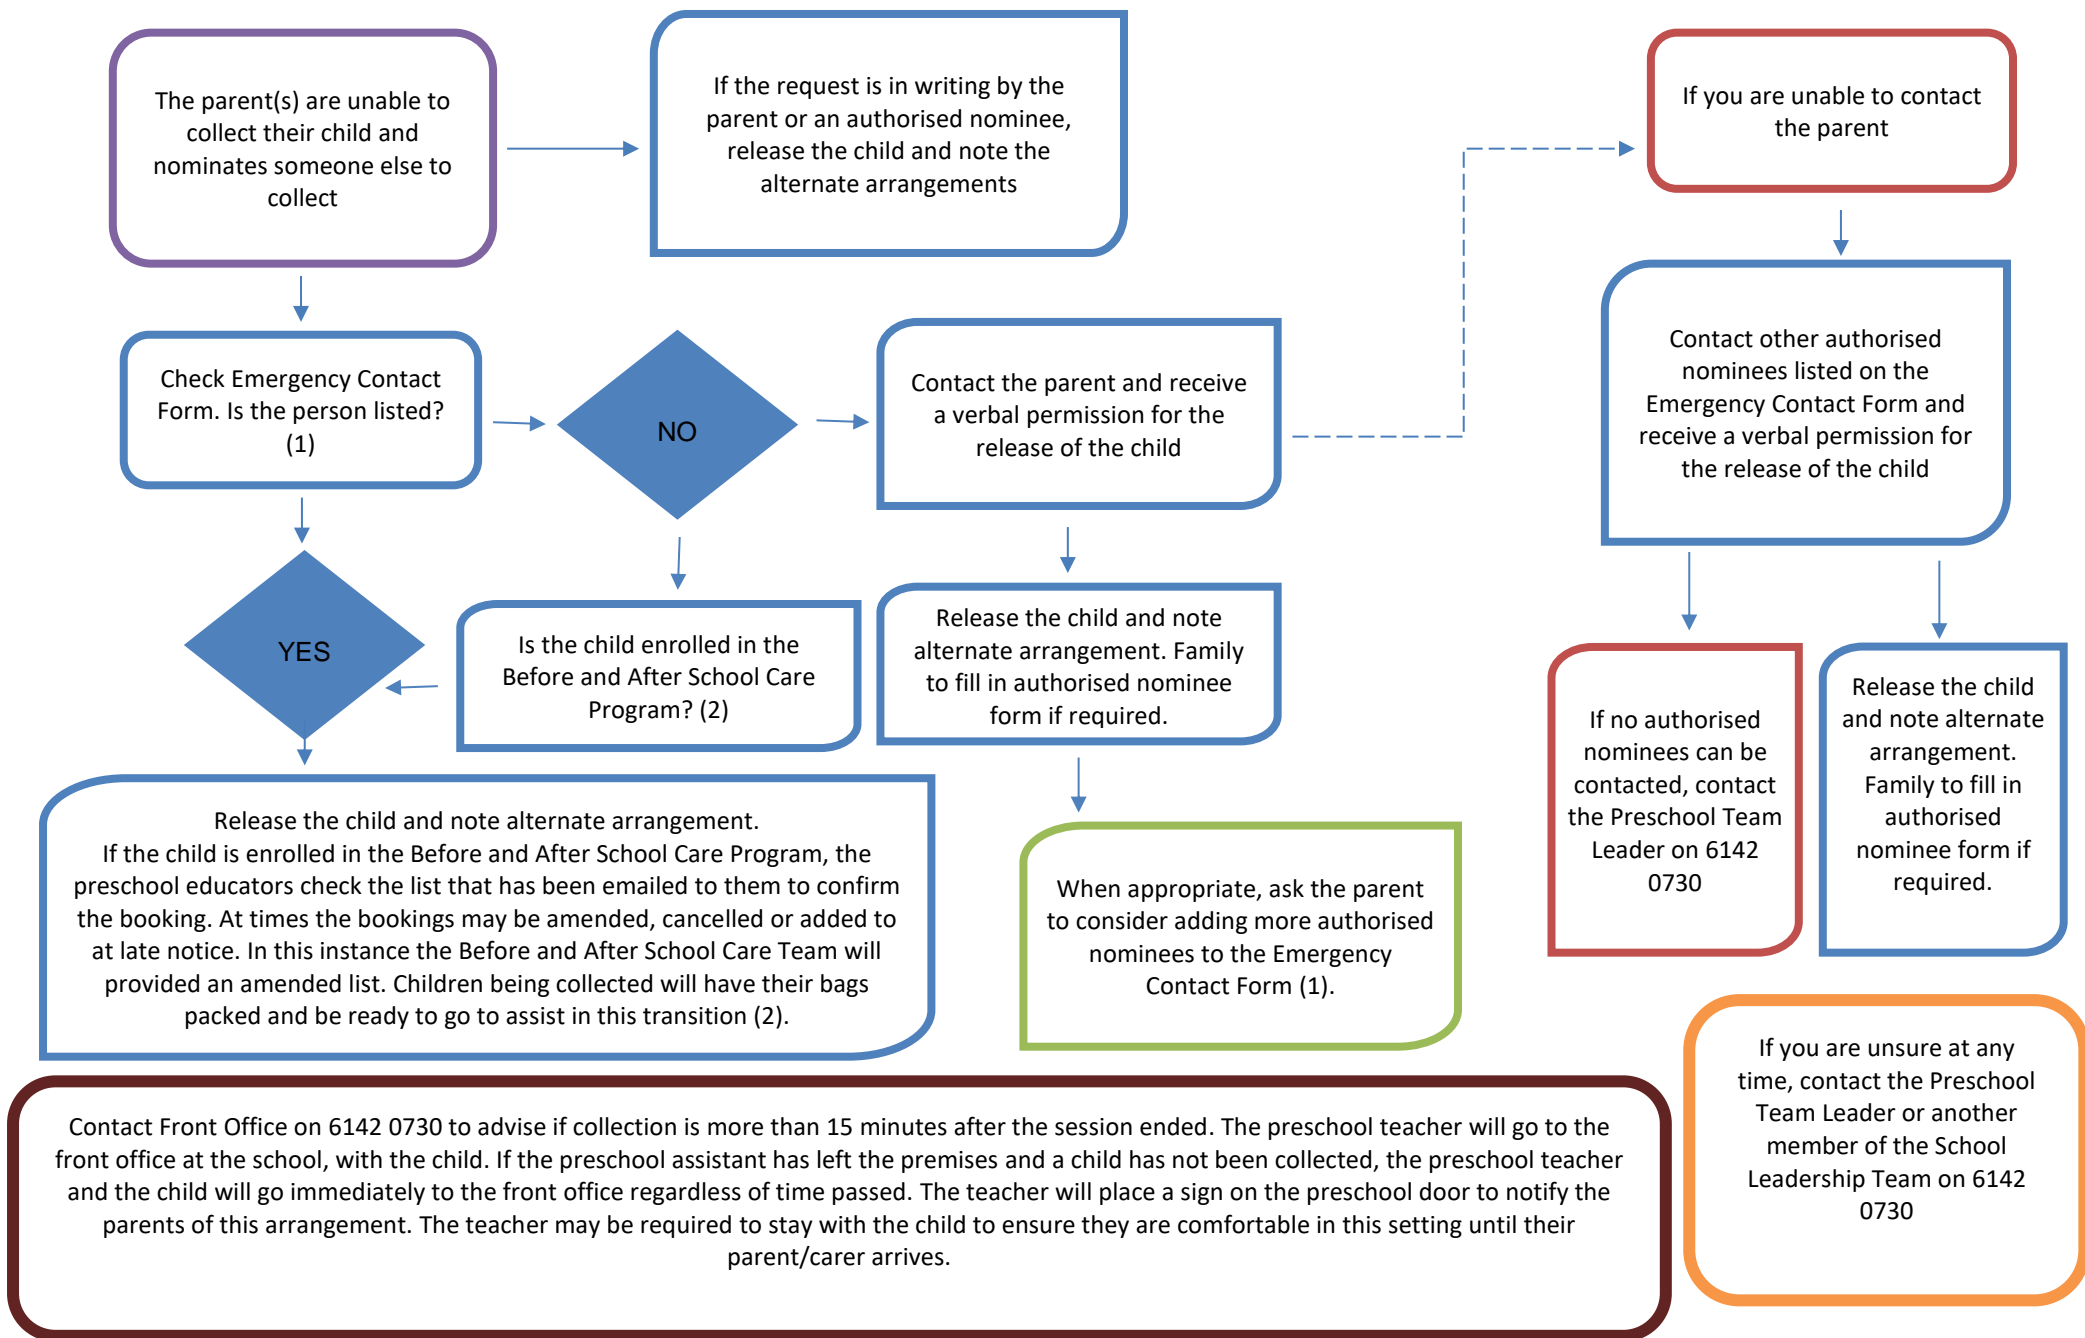 The parent(s) are unable to
collect their child and
nominates someone else to
collect
If the request is in writing by the
parent or an authorised nominee,
release the child and note the
alternate arrangements
If you are unable to contact
the parent
Check Emergency Contact
Form. Is the person listed?
(1)
NO
Contact the parent and receive
a verbal permission for the
release of the child
Contact other authorised
nominees listed on the
Emergency Contact Form and
receive a verbal permission for
the release of the child
YES
Is the child enrolled in the
Before and After School Care
Program? (2)
Release the child and note
alternate arrangement. Family
to fill in authorised nominee
form if required.
If no authorised
nominees can be
contacted, contact
the Preschool Team
Leader on 6142
0730
Release the child
and note alternate
arrangement.
Family to fill in
authorised
nominee form if
required.
Release the child and note alternate arrangement.
If the child is enrolled in the Before and After School Care Program, the
preschool educators check the list that has been emailed to them to confirm
the booking. At times the bookings may be amended, cancelled or added to
at late notice. In this instance the Before and After School Care Team will
provided an amended list. Children being collected will have their bags
packed and be ready to go to assist in this transition (2).
When appropriate, ask the parent
to consider adding more authorised
nominees to the Emergency
Contact Form (1).
If you are unsure at any
time, contact the Preschool
Team Leader or another
member of the School
Leadership Team on 6142
0730
Contact Front Office on 6142 0730 to advise if collection is more than 15 minutes after the session ended. The preschool teacher will go to the
front office at the school, with the child. If the preschool assistant has left the premises and a child has not been collected, the preschool teacher
and the child will go immediately to the front office regardless of time passed. The teacher will place a sign on the preschool door to notify the
parents of this arrangement. The teacher may be required to stay with the child to ensure they are comfortable in this setting until their
parent/carer arrives.